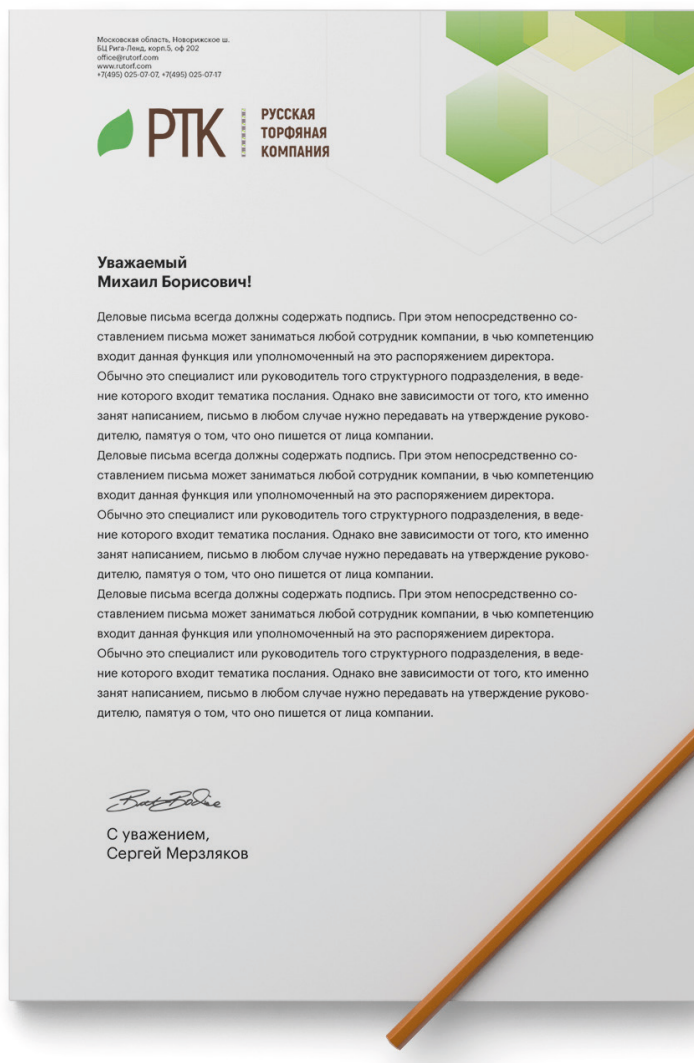 Московская область, Новорижское ш.
БЦ Рига-Ленд, корп.5, оф 202
office@rutorf.com
www.rutorf.com
+7(495) 025-07-07, +7(495) 025-07-17
РТК
РУССКАЯ
ТОРФЯНАЯ
КОМПАНИЯ
Уважаемый
Михаил Борисович!
Деловые письма всегда должны содержать подпись. При этом непосредственно со-
ставлением письма может заниматься любой сотрудник компании, в чью компетенцию
входит данная функция или уполномоченный на это распоряжением директора.
Обычно это специалист или руководитель того структурного подразделения, в веде-
ние которого входит тематика послания. Однако вне зависимости от того, кто именно
занят написанием, письмо в любом случае нужно передавать на утверждение руково-
дителю, памятуя о том, что оно пишется от лица компании.
Деловые письма всегда должны содержать подпись. При этом непосредственно со-
ставлением письма может заниматься любой сотрудник компании, в чью компетенцию
входит данная функция или уполномоченный на это распоряжением директора.
Обычно это специалист или руководитель того структурного подразделения, в веде-
ние которого входит тематика послания. Однако вне зависимости от того, кто именно
занят написанием, письмо в любом случае нужно передавать на утверждение руково-
дителю, памятуя о том, что оно пишется от лица компании.
Деловые письма всегда должны содержать подпись. При этом непосредственно со-
ставлением письма может заниматься любой сотрудник компании, в чью компетенцию
входит данная функция или уполномоченный на это распоряжением директора.
Обычно это специалист или руководитель того структурного подразделения, в веде-
ние которого входит тематика послания. Однако вне зависимости от того, кто именно
занят написанием, письмо в любом случае нужно передавать на утверждение руково-
дителю, памятуя о том, что оно пишется от лица компании.
С уважением,
Сергей Мерзляков